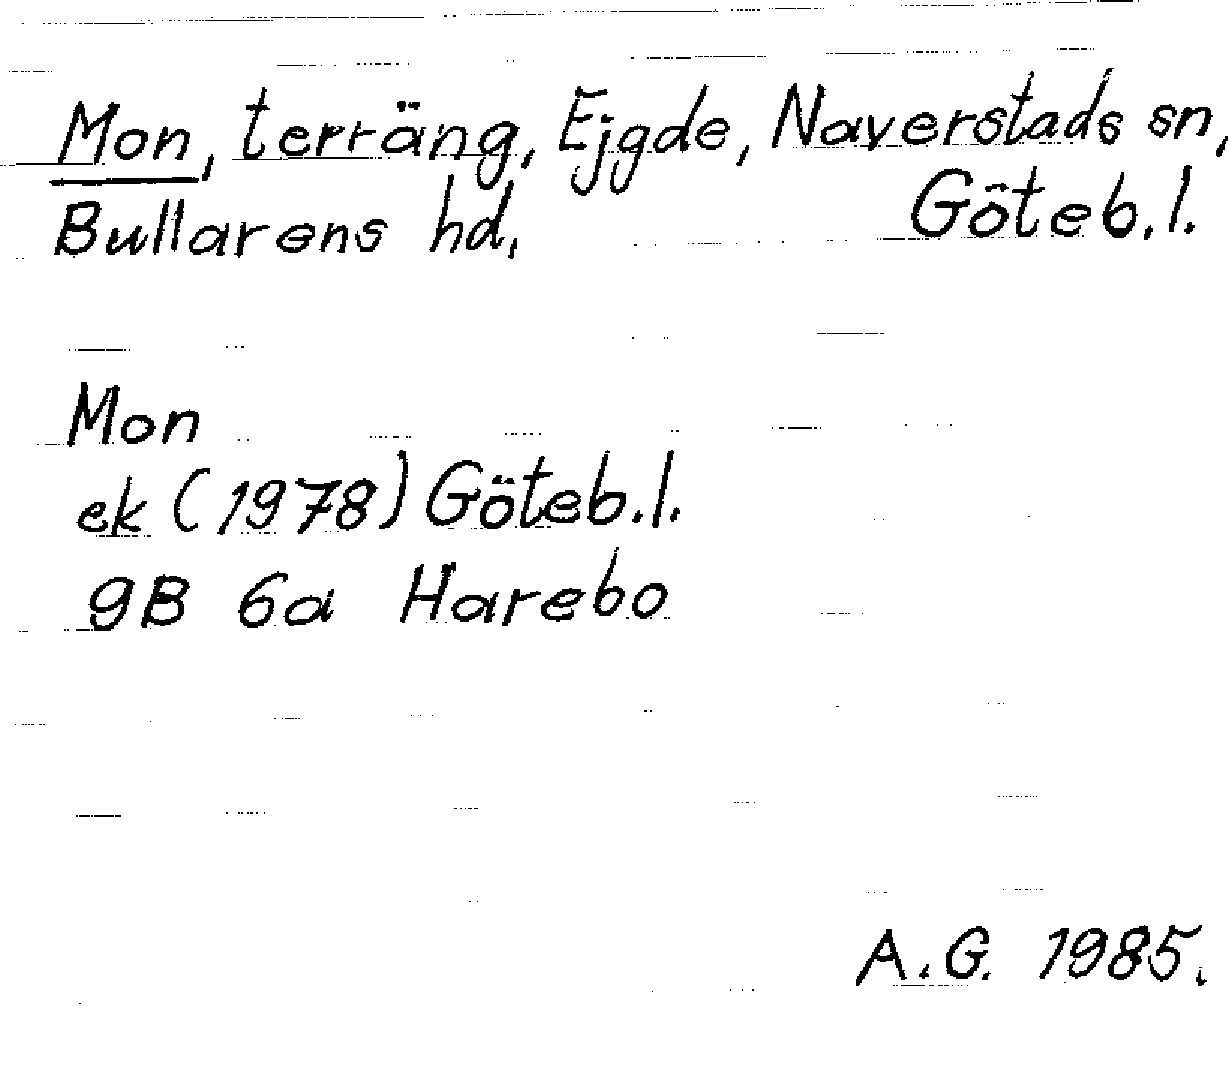 Mon, terräng, Ejgde, Naverstads sn,
Bullarens hd, Göteb.l.
Mon
ek (1978) Göteb.l.
9B 6a Harebo
A.G. 1985.